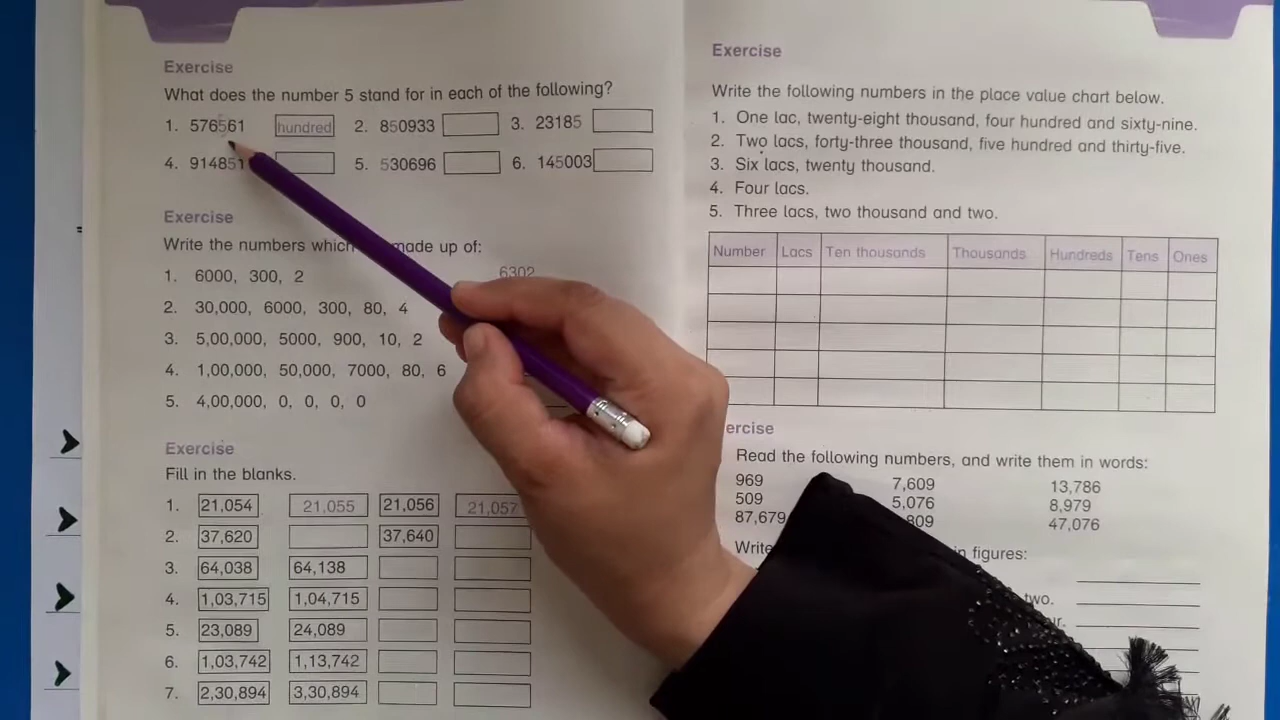 Exercise
What does the number 5 stand for in each of the following?
1. 576561 hundred 2. 850933 3. 23185
4. 914851 5. 530696 6. 145003
Exercise
Write the numbers which made up of:
1. 6000, 300, 2 6302
2. 30,000, 6000, 300, 80, 4
3. 5,00,000, 5000, 900, 10, 2
4. 1,00,000, 50,000, 7000, 80, 6
5. 4,00,000, 0, 0, 0, 0
Exercise
Fill in the blanks.
1. 21,054 21,055 21,056 21,057
2. 37,620 37,640
3. 64,038 64,138
4. 1,03,715 1,04,715
5. 23,089 24,089
6. 1,03,742 1,13,742
7. 2,30,894 3,30,894
Exercise
Write the following numbers in the place value chart below.
1. One lac, twenty-eight thousand, four hundred and sixty-nine.
2. Two lacs, forty-three thousand, five hundred and thirty-five.
3. Six lacs, twenty thousand.
4. Four lacs.
5. Three lacs, two thousand and two.
Number Lacs Ten thousands Thousands Hundreds Tens Ones
ercise
Read the following numbers, and write them in words:
969 7,609 13,786
509 5,076 8,979
87,679 809 47,076
Write in figures:
two.